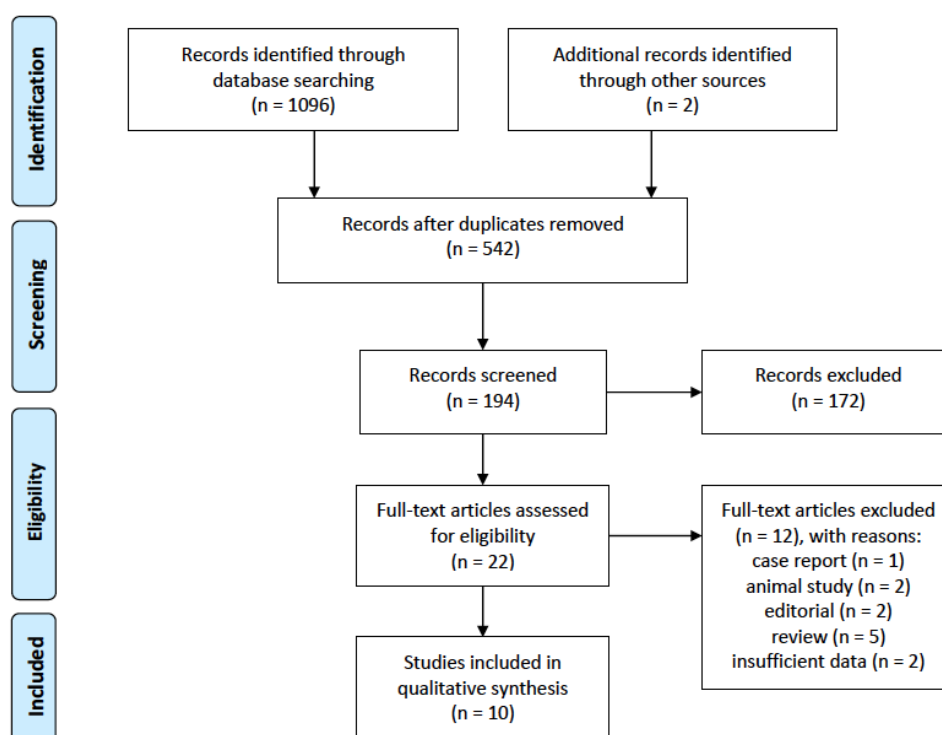 Identification
Records identified through
database searching
(n = 1096)
Additional records identified
through other sources
(n = 2)
Screening
Records after duplicates removed
(n = 542)
Records screened
(n = 194)
Records excluded
(n = 172)
Eligibility
Full-text articles assessed
for eligibility
(n = 22)
Full-text articles excluded
(n = 12), with reasons:
case report (n = 1)
animal study (n = 2)
editorial (n = 2)
review (n = 5)
insufficient data (n = 2)
Included
Studies included in
qualitative synthesis
(n = 10)